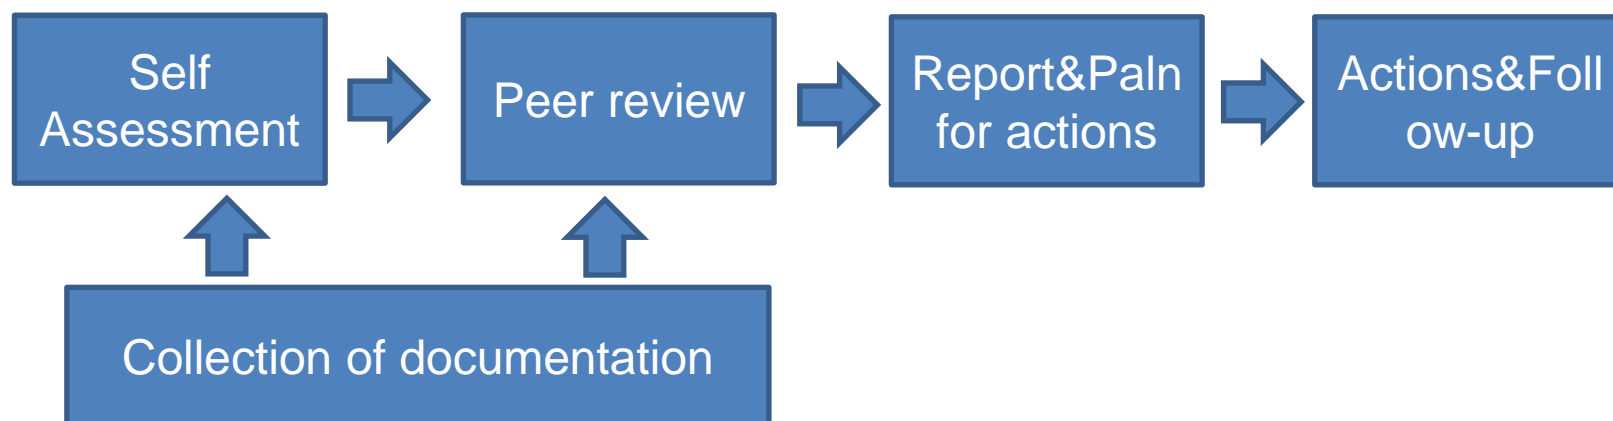 Self
Assessment
Peer review
Report&Paln
for actions
Actions&Foll
ow-up
Collection of documentation